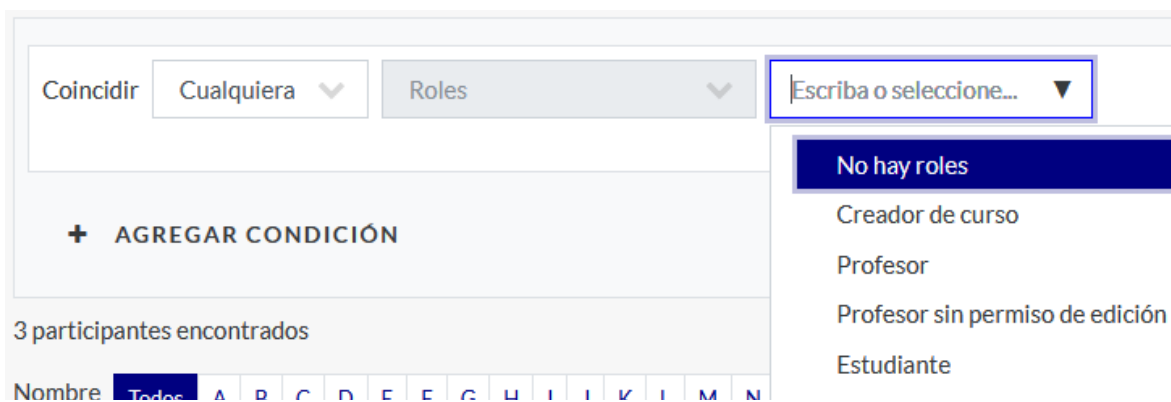 Coincidir Cualquiera Roles Escriba o seleccione... ▼
No hay roles
Creador de curso
Profesor
Profesor sin permiso de edición
Estudiante
+ AGREGAR CONDICIÓN
3 participantes encontrados
Nombre Todos A B C D E F G H I J K L M N